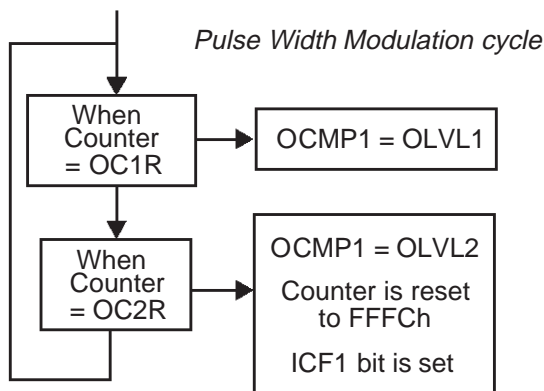 Pulse Width Modulation cycle
When
Counter
= OC1R
OCMP1 = OLVL1
When
Counter
= OC2R
OCMP1 = OLVL2
Counter is reset
to FFFCh
ICF1 bit is set